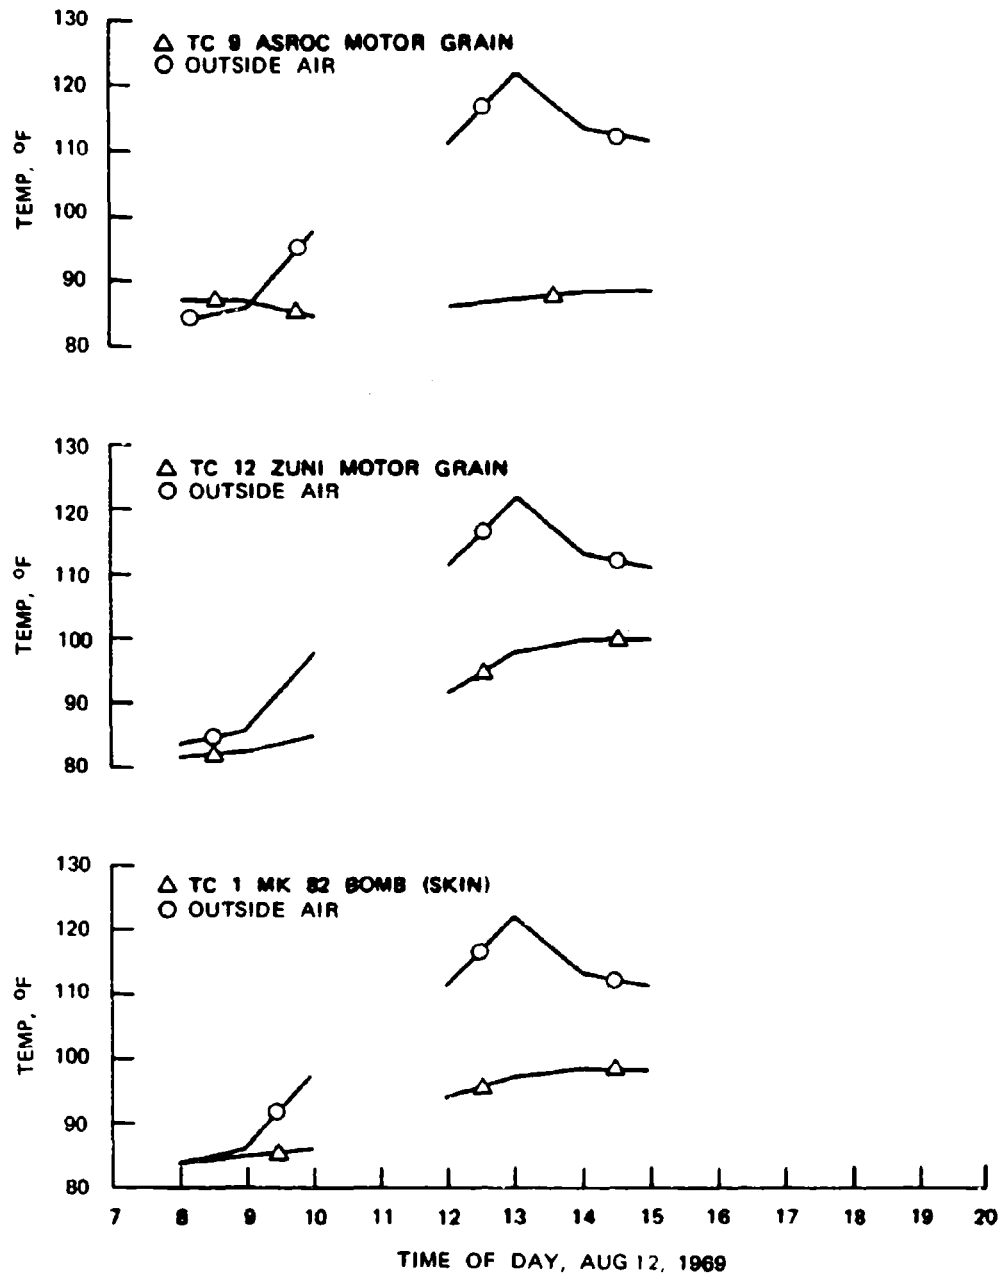 130
△ TC 9 ASROC MOTOR GRAIN
○ OUTSIDE AIR
120
110
100
90
80
TEMP, °F
130
△ TC 12 ZUNI MOTOR GRAIN
○ OUTSIDE AIR
120
110
100
90
80
TEMP, °F
130
△ TC 1 MK 82 BOMB (SKIN)
○ OUTSIDE AIR
120
110
100
90
80
TEMP, °F
7 8 9 10 11 12 13 14 15 16 17 18 19 20
TIME OF DAY, AUG 12, 1969